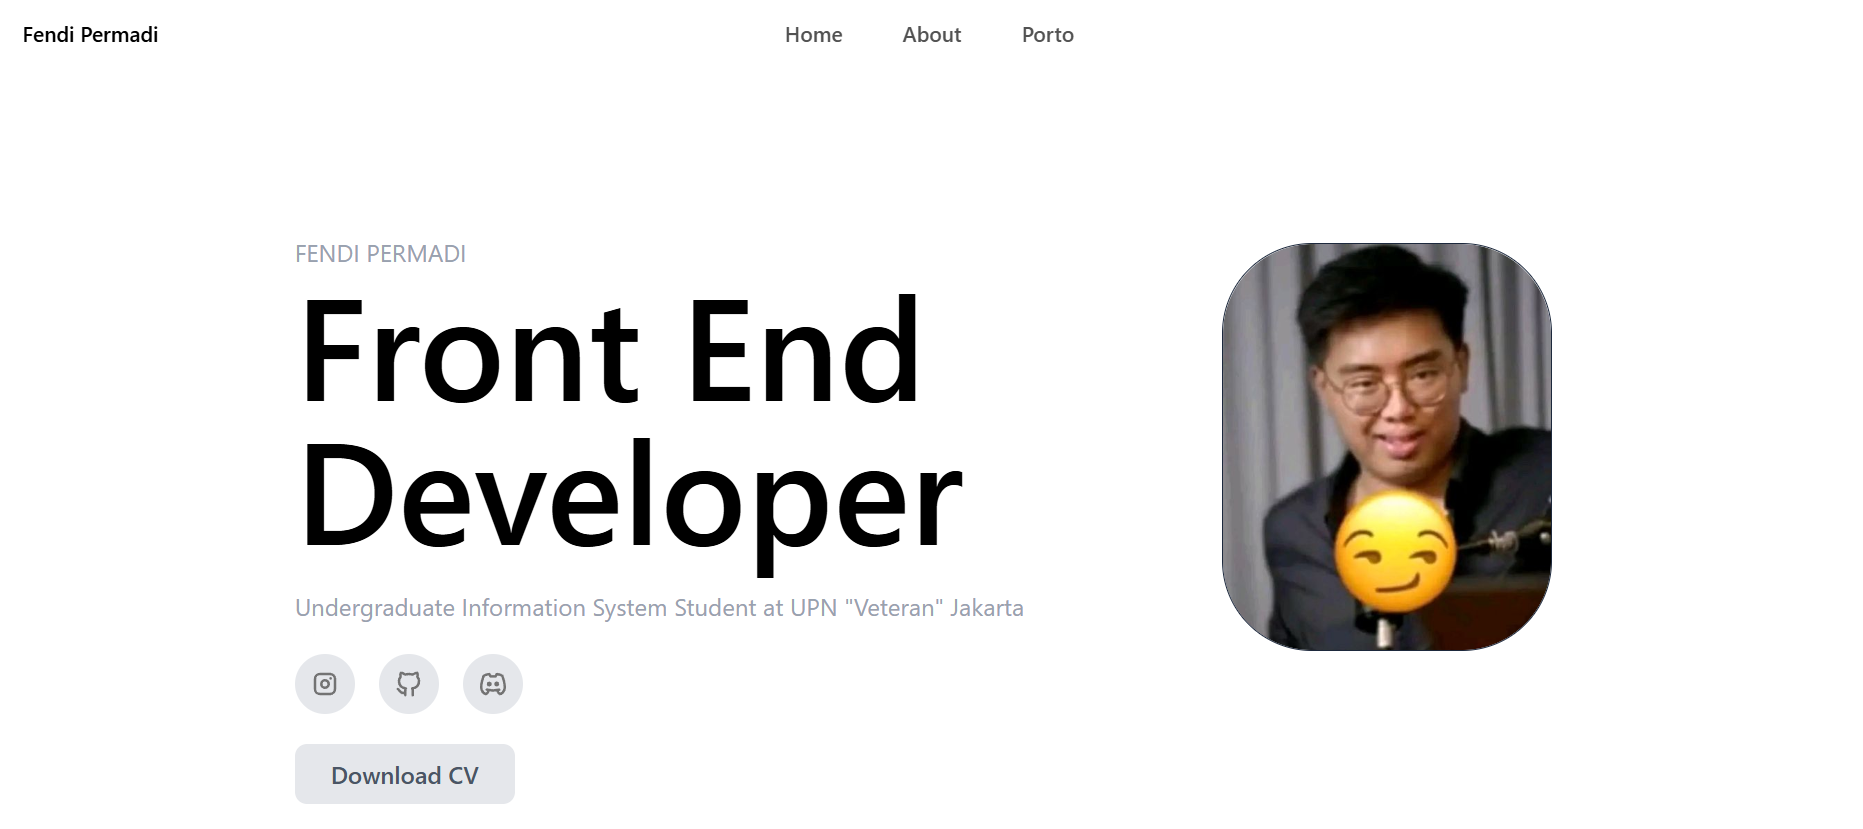 Fendi Permadi
Home
About
Porto
FENDI PERMADI
Front End
Developer
Undergraduate Information System Student at UPN "Veteran" Jakarta
Download CV